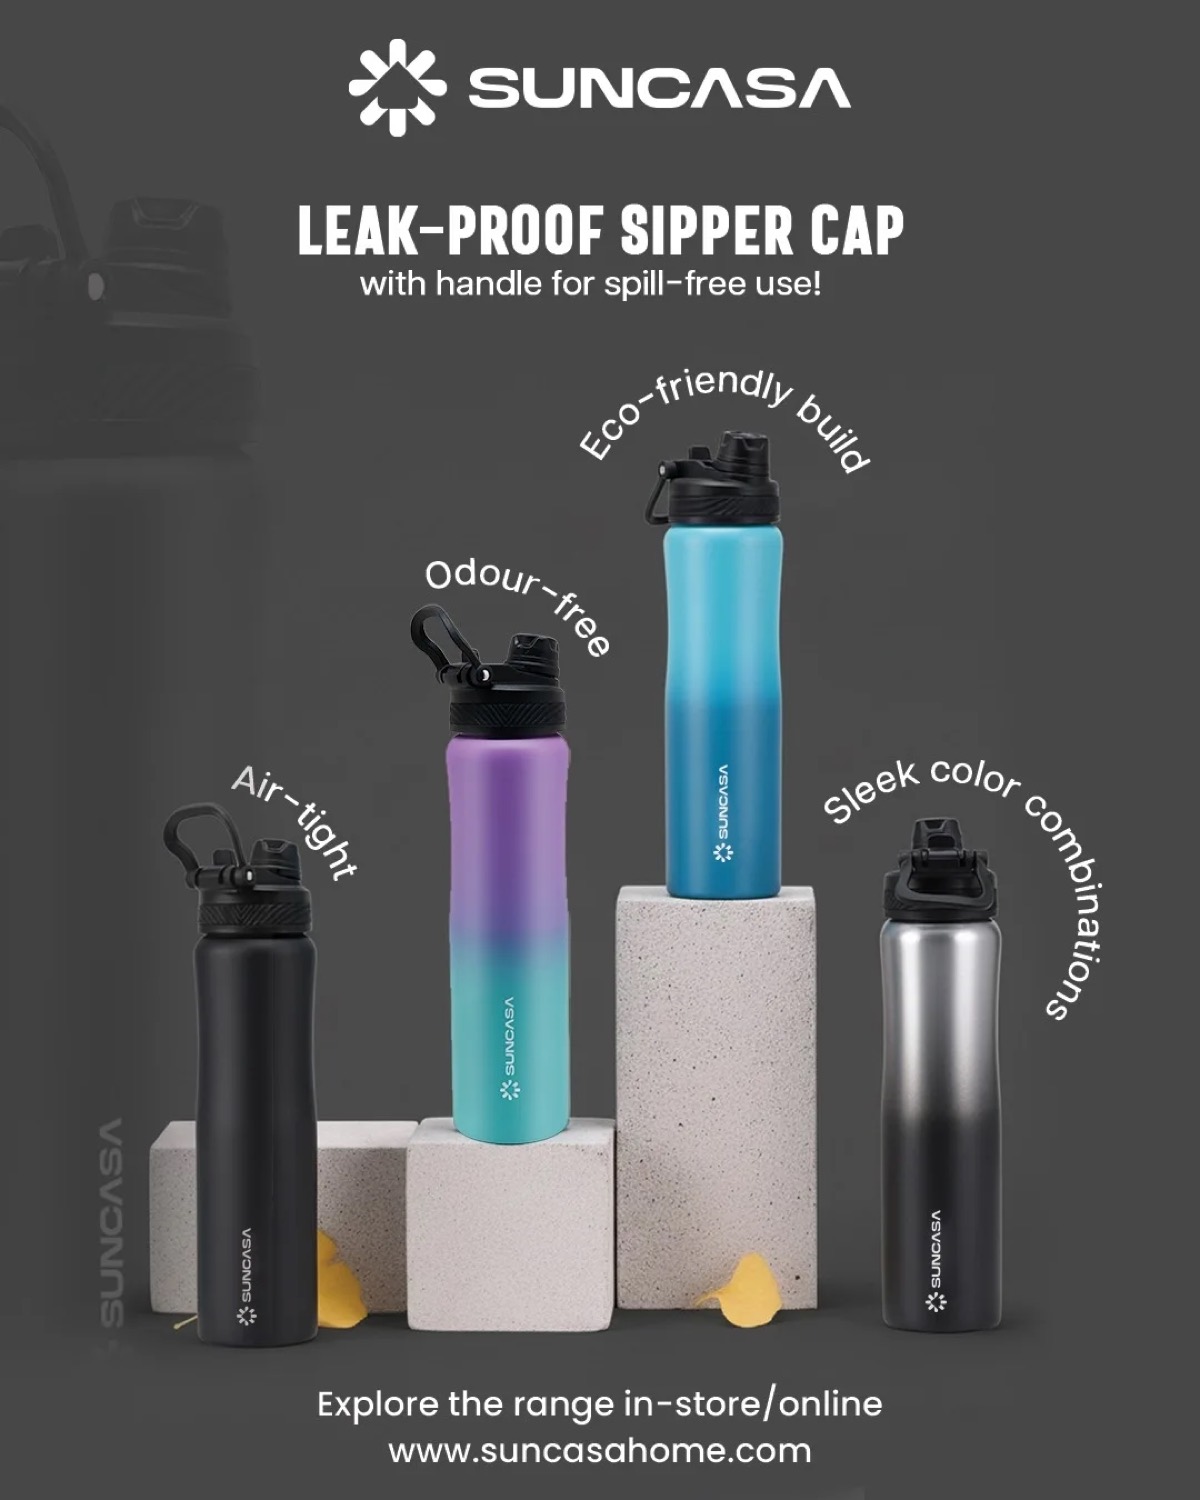 SUNCASA
LEAK-PROOF SIPPER CAP
with handle for spill-free use!
Eco-friendly build
Odour-free
Sleek color combinations
Air-tight
SUNCASA
SUNCASA
SUNCASA
SUNCASA
SUNCASA
Explore the range in-store/online
www.suncasahome.com